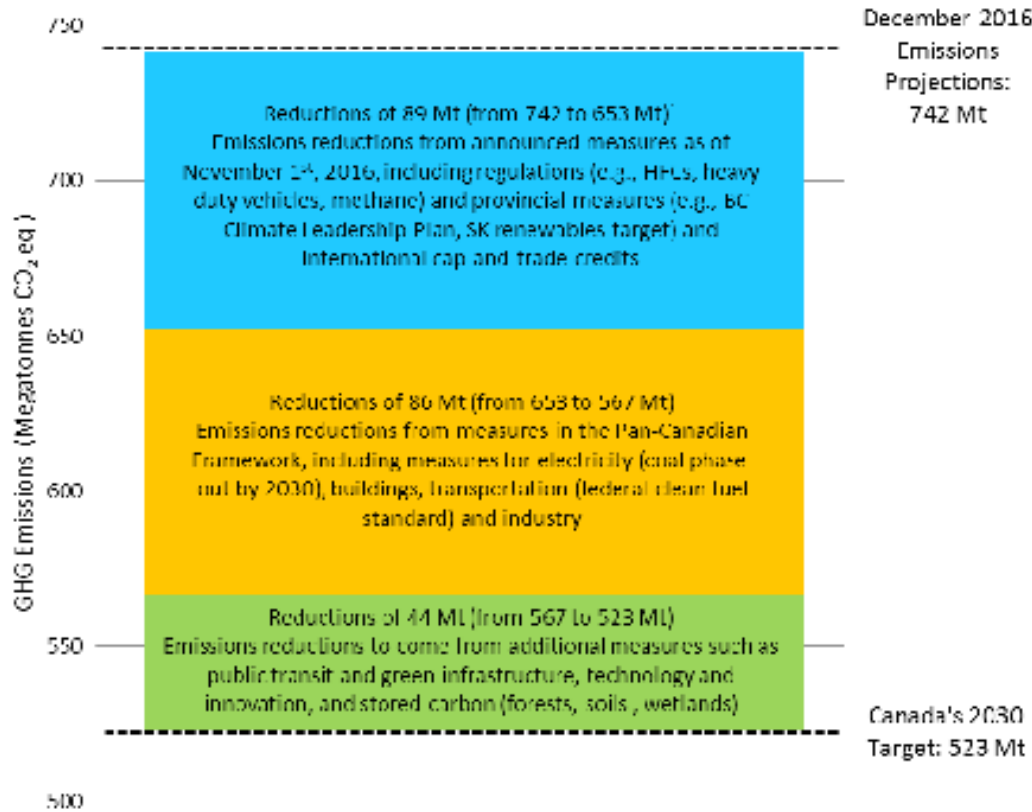 750
December 2016
Emissions
Projections:
742 Mt
Reductions of 89 Mt (from 742 to 653 Mt)
Emissions reductions from announced measures as of
November 1st, 2016, including regulations (e.g., HFCs, heavy
duty vehicles, methane) and provincial measures (e.g., BC
Climate Leadership Plan, SK renewables target) and
international cap and trade credits
700
650
GHG Emissions (Megatonnes CO₂ eq)
Reductions of 86 Mt (from 653 to 567 Mt)
Emissions reductions from measures in the Pan-Canadian
Framework, including measures for electricity (coal phase
out by 2030), buildings, transportation (federal clean fuel
standard) and industry
600
Reductions of 44 Mt (from 567 to 523 Mt)
Emissions reductions to come from additional measures such as
public transit and green infrastructure, technology and
innovation, and stored carbon (forests, soils , wetlands)
550
Canada's 2030
Target: 523 Mt
500